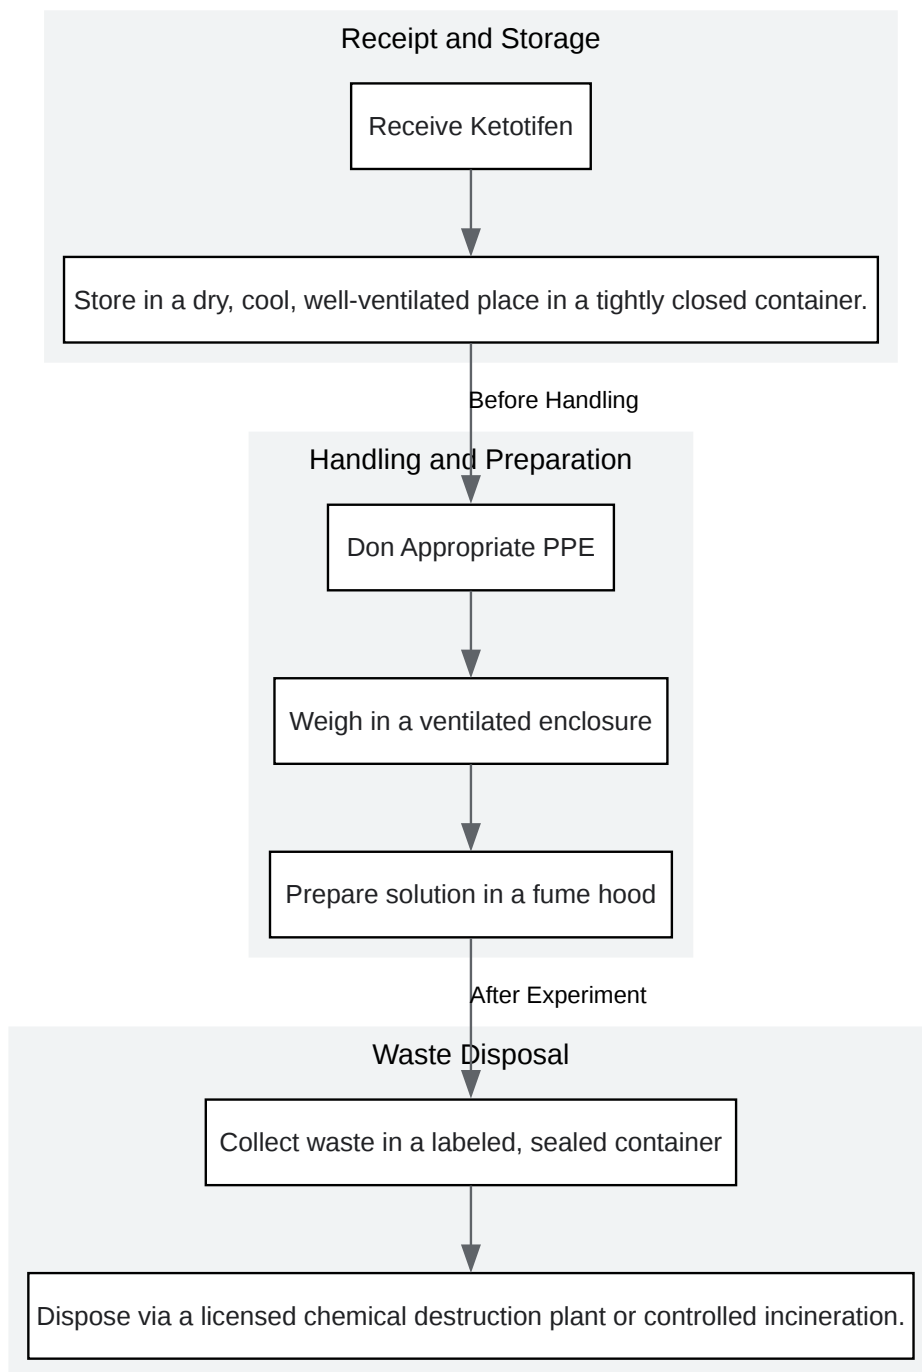 Receipt and Storage
Receive Ketotifen
Store in a dry, cool, well-ventilated place in a tightly closed container.
Before Handling
Handling and Preparation
Don Appropriate PPE
Weigh in a ventilated enclosure
Prepare solution in a fume hood
After Experiment
Waste Disposal
Collect waste in a labeled, sealed container
Dispose via a licensed chemical destruction plant or controlled incineration.